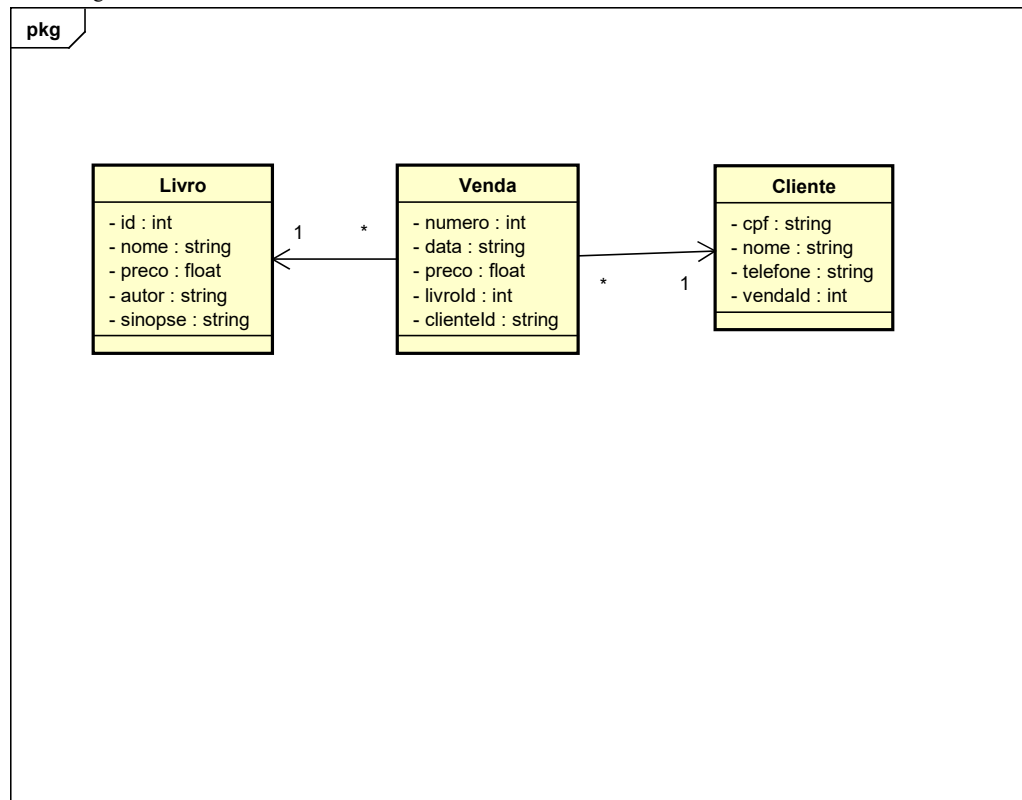 pkg
Livro
- id : int
- nome : string
- preco : float
- autor : string
- sinopse : string
1
*
Venda
- numero : int
- data : string
- preco : float
- livroId : int
- clienteId : string
*
1
Cliente
- cpf : string
- nome : string
- telefone : string
- vendaId : int